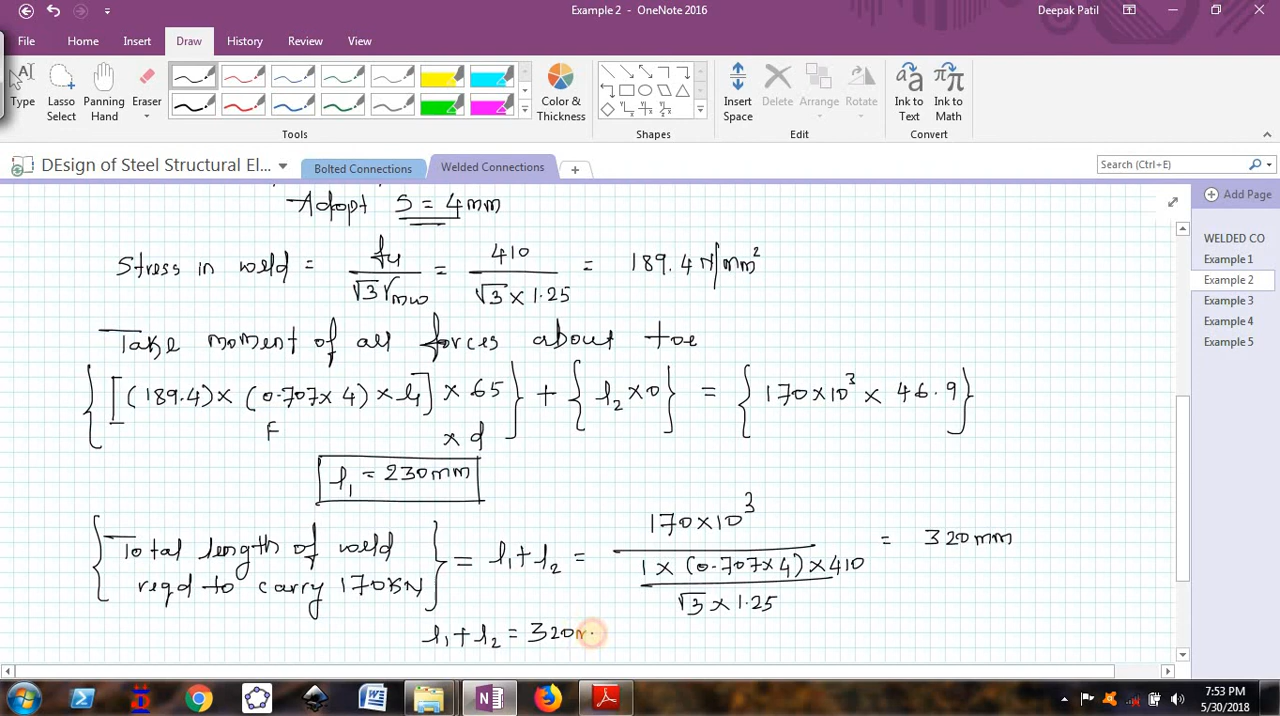 Example 2 - OneNote 2016
Deepak Patil
File Home Insert Draw History Review View
Type
Lasso Select
Panning Hand
Eraser
Color & Thickness
Insert Space
Delete
Arrange
Rotate
Ink to Text
Ink to Math
Tools
Shapes
Edit
Convert
DEsign of Steel Structural El...
Bolted Connections
Welded Connections
Search (Ctrl+E)
Add Page
WELDED CO
Example 1
Example 2
Example 3
Example 4
Example 5
Adopt S = 4mm
Stress in weld = fu / √3 γmw = 410 / √3 × 1.25 = 189.4 N/mm²
Take moment of all forces about toe
{[(189.4) × (0.707×4) × l1] × 65} + {l2 × 0} = {170×10³ × 46.9}
F × d
l1 = 230mm
{Total length of weld reqd to carry 170KN} = l1 + l2 = 170×10³ / 1 × (0.707×4) × 410 / √3 × 1.25 = 320mm
l1 + l2 = 320m
7:53 PM
5/30/2018